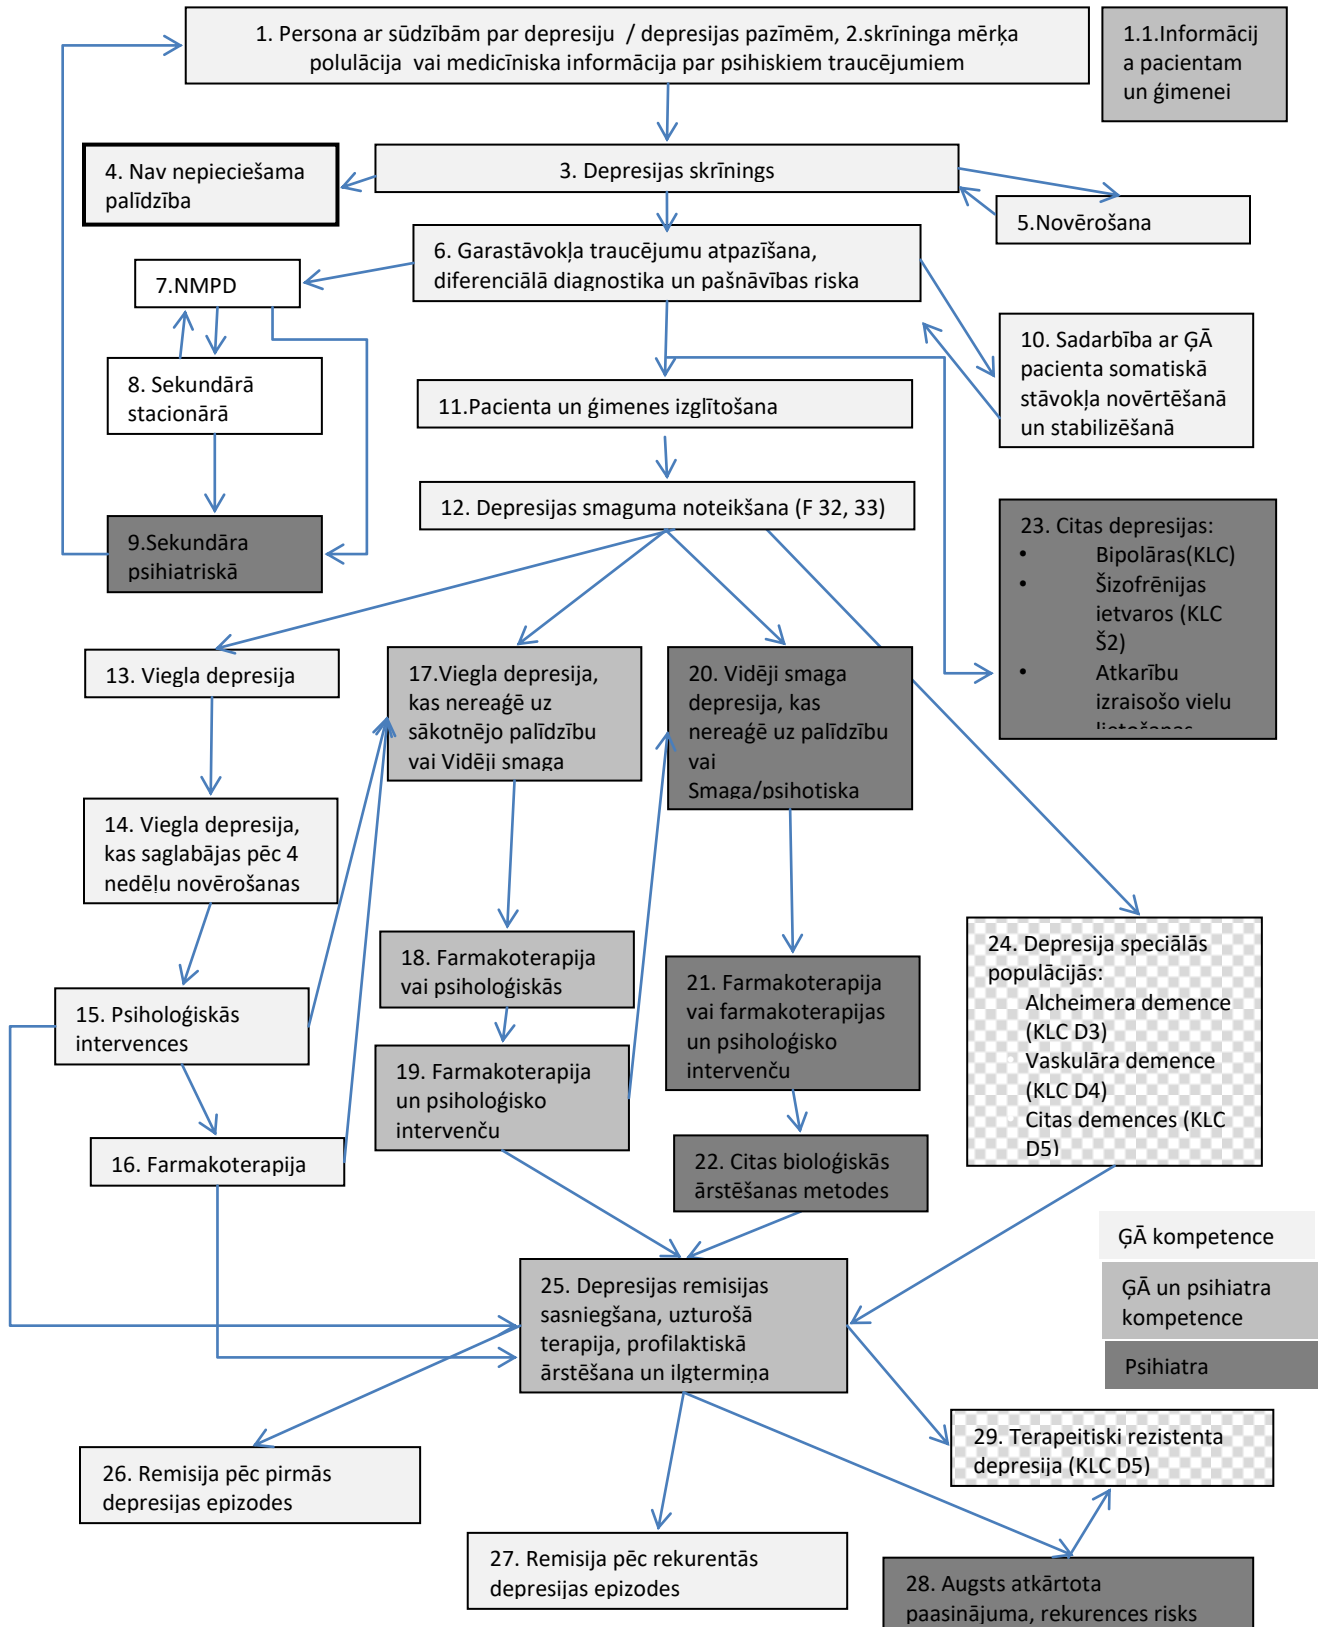 1. Persona ar sūdzībām par depresiju / depresijas pazīmēm, 2.skrīninga mērķa
polulācija vai medicīniska informācija par psihiskiem traucējumiem
1.1.Informācij
a pacientam
un ģimenei
3. Depresijas skrīnings
4. Nav nepieciešama
palīdzība
5.Novērošana
6. Garastāvokļa traucējumu atpazīšana,
diferenciālā diagnostika un pašnāvības riska
7.NMPD
8. Sekundārā
stacionārā
9.Sekundāra
psihiatriskā
10. Sadarbība ar ĢĀ
pacienta somatiskā
stāvokļa novērtēšanā
un stabilizēšanā
11.Pacienta un ģimenes izglītošana
12. Depresijas smaguma noteikšana (F 32, 33)
23. Citas depresijas:
• Bipolāras(KLC)
• Šizofrēnijas
ietvaros (KLC
Š2)
• Atkarību
izraisošo vielu
lietošanas
13. Viegla depresija
17.Viegla depresija,
kas nereaģē uz
sākotnējo palīdzību
vai Vidēji smaga
20. Vidēji smaga
depresija, kas
nereaģē uz palīdzību
vai
Smaga/psihotiska
14. Viegla depresija,
kas saglabājas pēc 4
nedēļu novērošanas
15. Psiholoģiskās
intervences
16. Farmakoterapija
18. Farmakoterapija
vai psiholoģiskās
19. Farmakoterapija
un psiholoģisko
intervenču
21. Farmakoterapija
vai farmakoterapijas
un psiholoģisko
intervenču
22. Citas bioloģiskās
ārstēšanas metodes
24. Depresija speciālās
populācijās:
Alcheimera demence
(KLC D3)
Vaskulāra demence
(KLC D4)
Citas demences (KLC
D5)
ĢĀ kompetence
ĢĀ un psihiatra
kompetence
Psihiatra
25. Depresijas remisijas
sasniegšana, uzturošā
terapija, profilaktiskā
ārstēšana un ilgtermiņa
26. Remisija pēc pirmās
depresijas epizodes
27. Remisija pēc rekurentās
depresijas epizodes
28. Augsts atkārtota
paasinājuma, rekurences risks
29. Terapeitiski rezistenta
depresija (KLC D5)